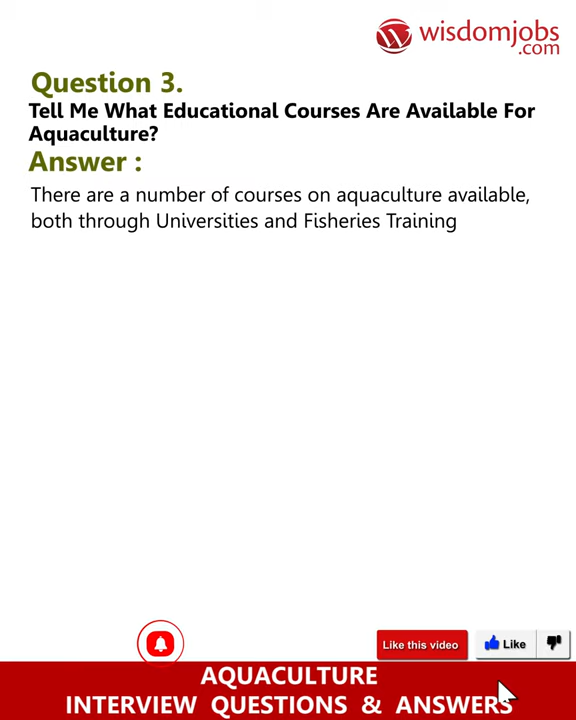 wisdomjobs
.com
Question 3.
Tell Me What Educational Courses Are Available For
Aquaculture?
Answer :
There are a number of courses on aquaculture available,
both through Universities and Fisheries Training
Like this video
Like
AQUACULTURE
INTERVIEW QUESTIONS & ANSWERS